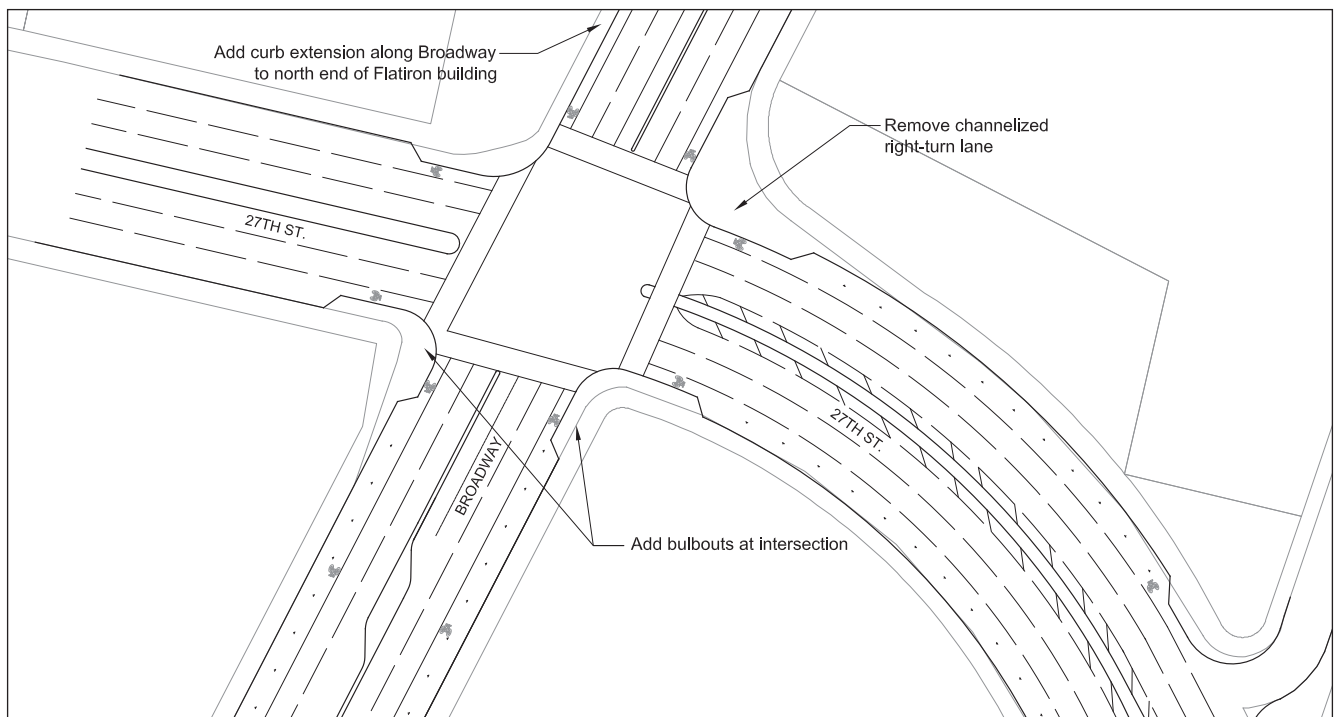 Add curb extension along Broadway
to north end of Flatiron building
Remove channelized
right-turn lane
27TH ST.
27TH ST.
BROADWAY
Add bulbouts at intersection